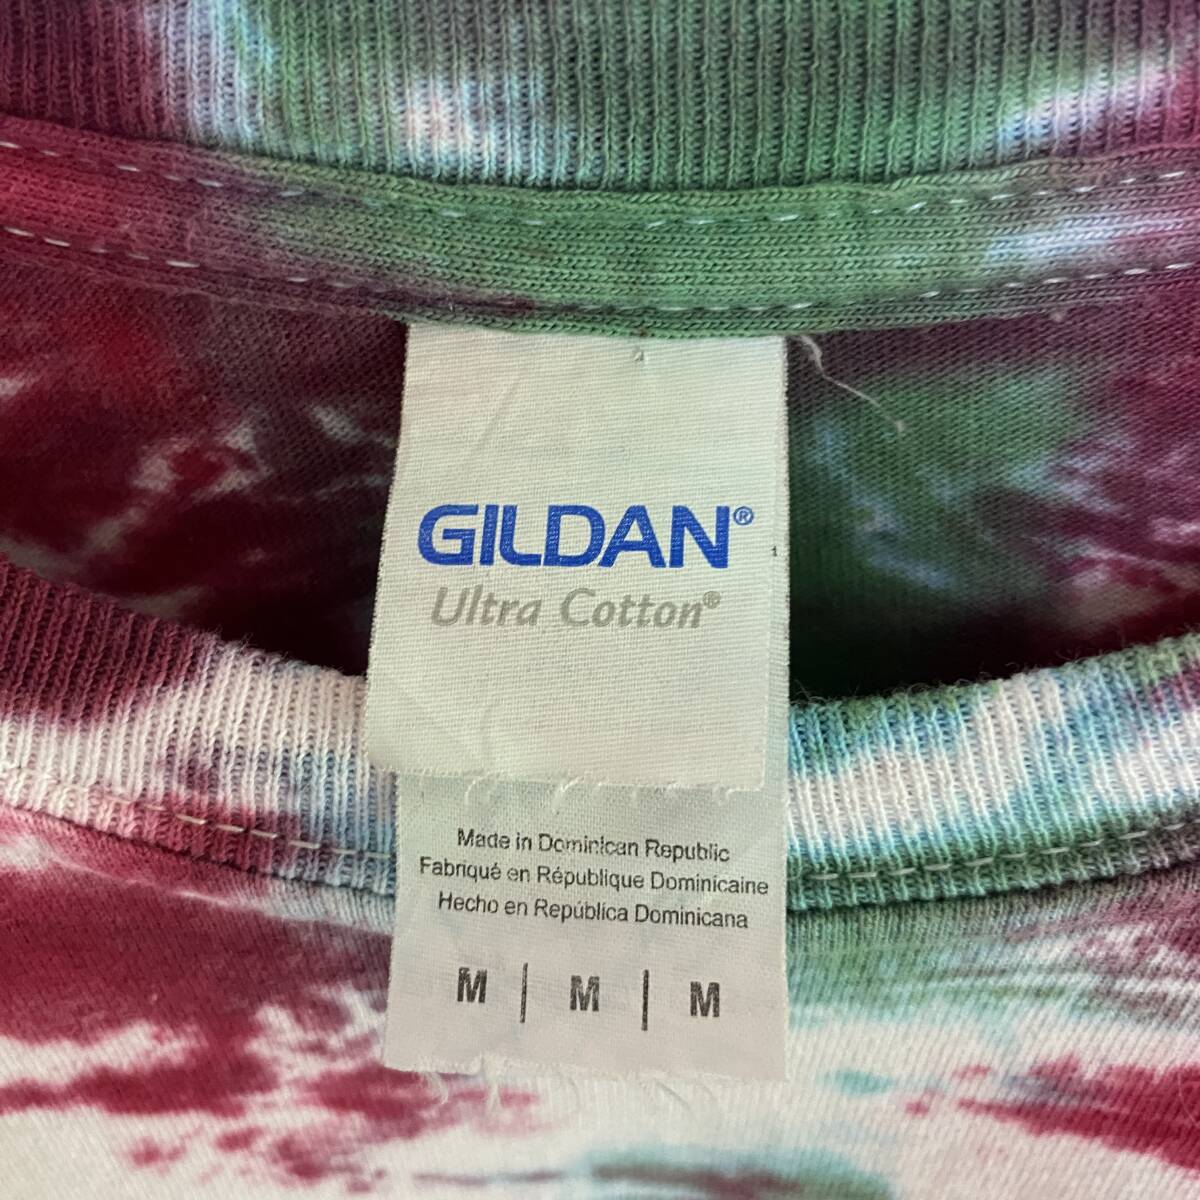 GILDAN®
Ultra Cotton®
Made in Dominican Republic
Fabriqué en République Dominicaine
Hecho en República Dominicana
M | M | M